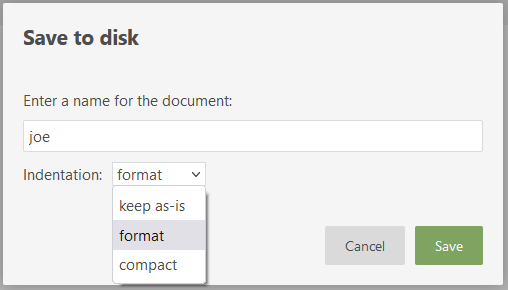 Save to disk
Enter a name for the document:
joe
Indentation: format
keep as-is
format
compact
Cancel Save